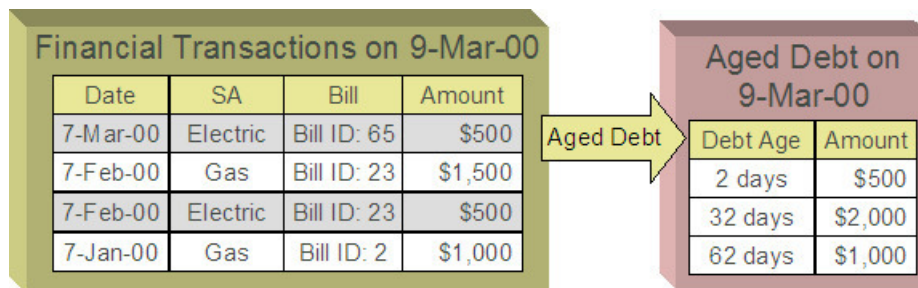 Financial Transactions on 9-Mar-00
Date SA Bill Amount
7-Mar-00 Electric Bill ID: 65 $500
7-Feb-00 Gas Bill ID: 23 $1,500
7-Feb-00 Electric Bill ID: 23 $500
7-Jan-00 Gas Bill ID: 2 $1,000
Aged Debt
Aged Debt on
9-Mar-00
Debt Age Amount
2 days $500
32 days $2,000
62 days $1,000